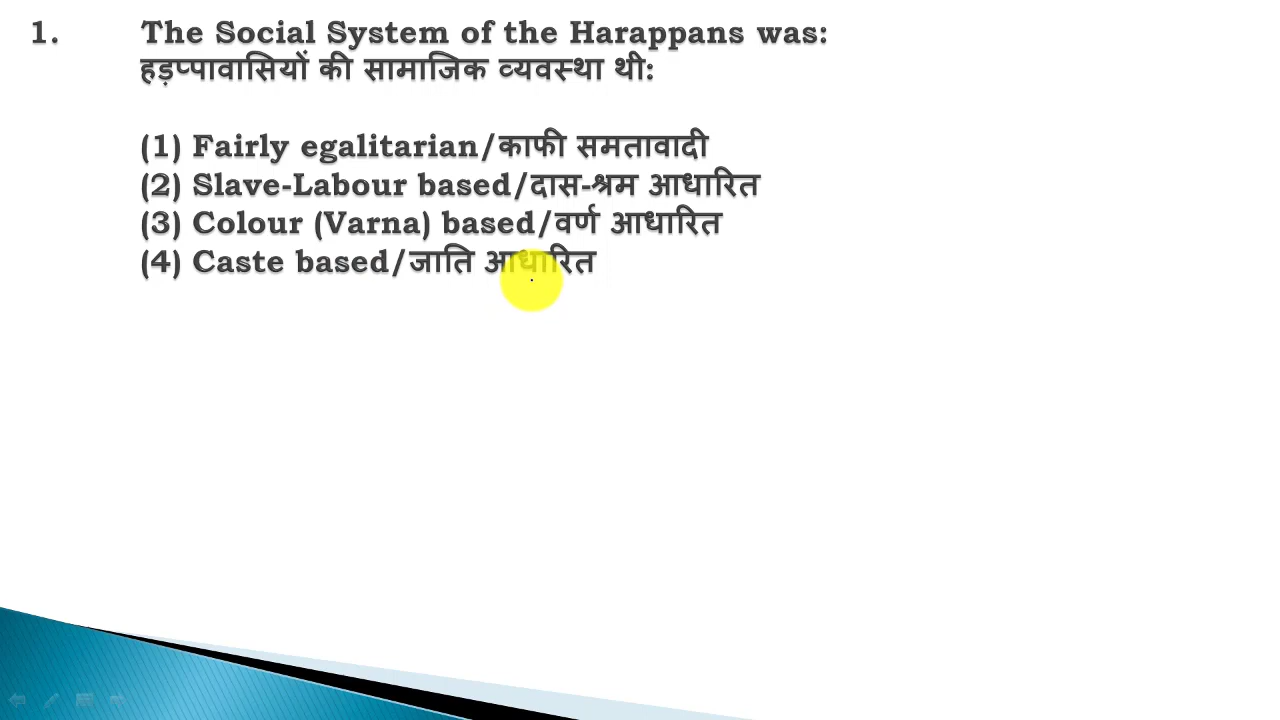 1. The Social System of the Harappans was:
हड़प्पावासियों की सामाजिक व्यवस्था थी:
(1) Fairly egalitarian/काफी समतावादी
(2) Slave-Labour based/दास-श्रम आधारित
(3) Colour (Varna) based/वर्ण आधारित
(4) Caste based/जाति आधारित